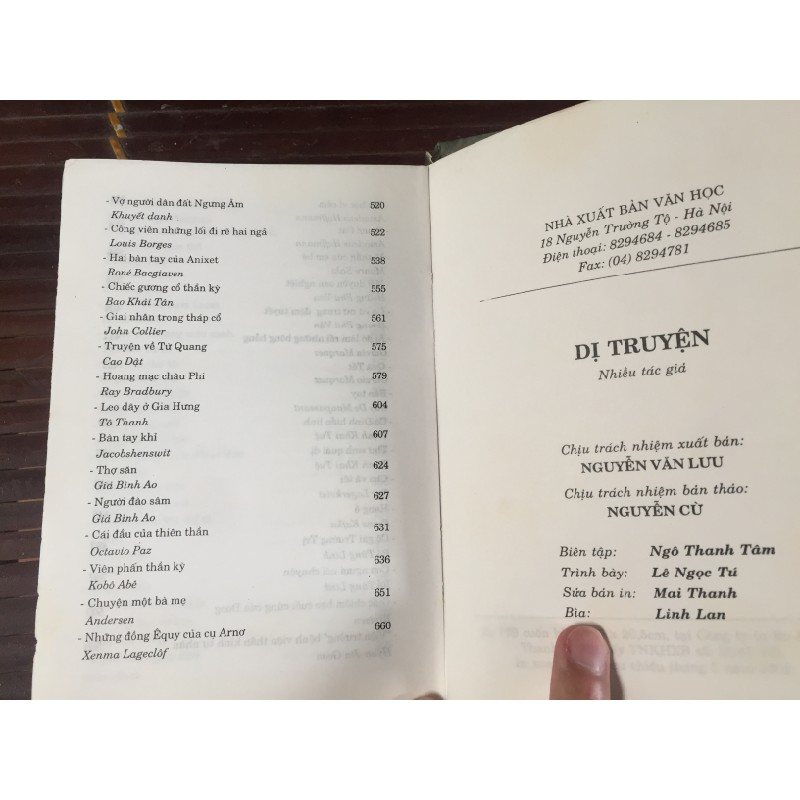 - Vợ người dân đất Ngưng Âm 520
Khuyết danh
- Công viên những lối đi rẽ hai ngả 522
Louis Borges
- Hai bàn tay của Anixet 538
René Bacgiaven
- Chiếc gương cổ thần kỳ 555
Bao Khải Tân
- Giai nhân trong tháp cổ 561
John Collier
- Truyện về Từ Quang 575
Cao Dật
- Hoang mạc châu Phi 579
Ray Bradbury
- Leo dây ở Gia Hưng 604
Tô Thanh
- Bàn tay khỉ 607
Jacobshenswit
- Thợ săn 624
Giả Bình Ao
- Người đào sâm 627
Giả Bình Ao
- Cái đầu của thiên thần 631
Octavio Paz
- Viên phấn thần kỳ 636
Kobô Abê
- Chuyện một bà mẹ 651
Andersen
- Những đồng Êquy của cụ Arnơ 660
Xenma Lageclôf
NHÀ XUẤT BẢN VĂN HỌC
18 Nguyễn Trường Tộ - Hà Nội
Điện thoại: 8294684 - 8294685
Fax: (04) 8294781
DỊ TRUYỆN
Nhiều tác giả
Chịu trách nhiệm xuất bản:
NGUYỄN VĂN LƯU
Chịu trách nhiệm bản thảo:
NGUYỄN CỪ
Biên tập: Ngô Thanh Tâm
Trình bày: Lê Ngọc Tú
Sửa bản in: Mai Thanh
Bìa: Linh Lan